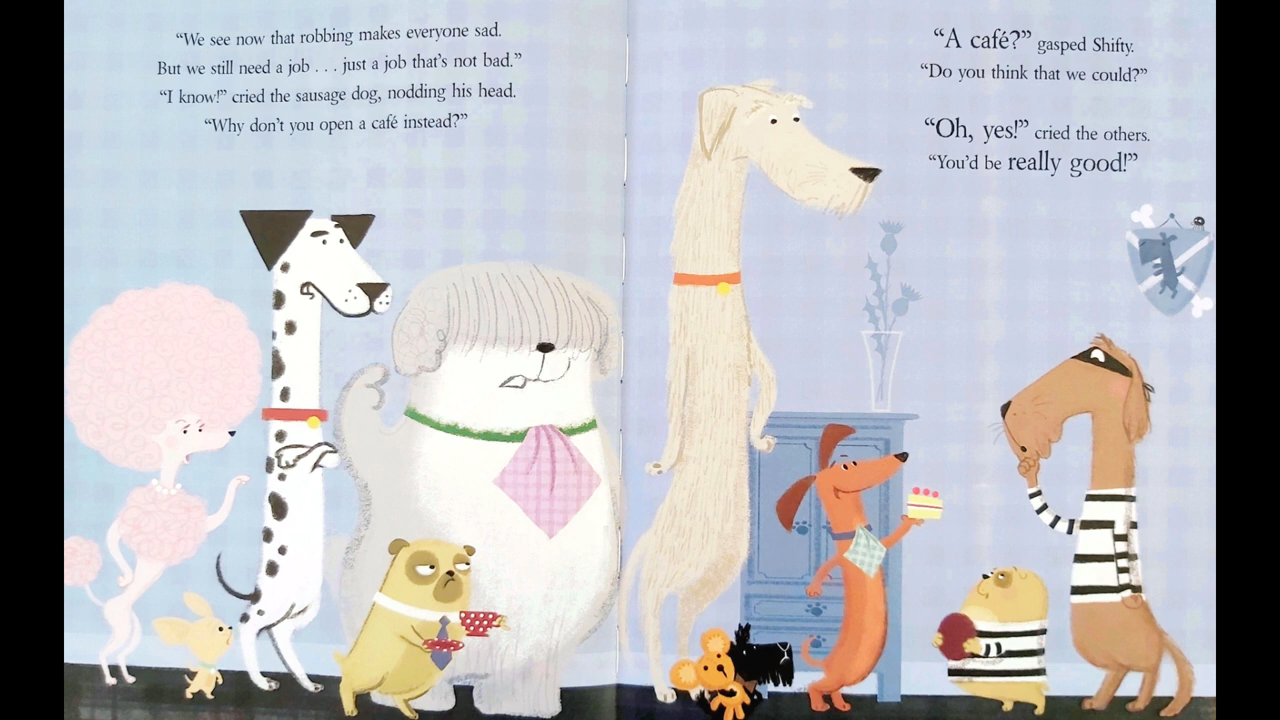 “We see now that robbing makes everyone sad.
But we still need a job . . . just a job that’s not bad.”
“I know!” cried the sausage dog, nodding his head.
“Why don’t you open a café instead?”
“A café?” gasped Shifty.
“Do you think that we could?”
“Oh, yes!” cried the others.
“You’d be really good!”